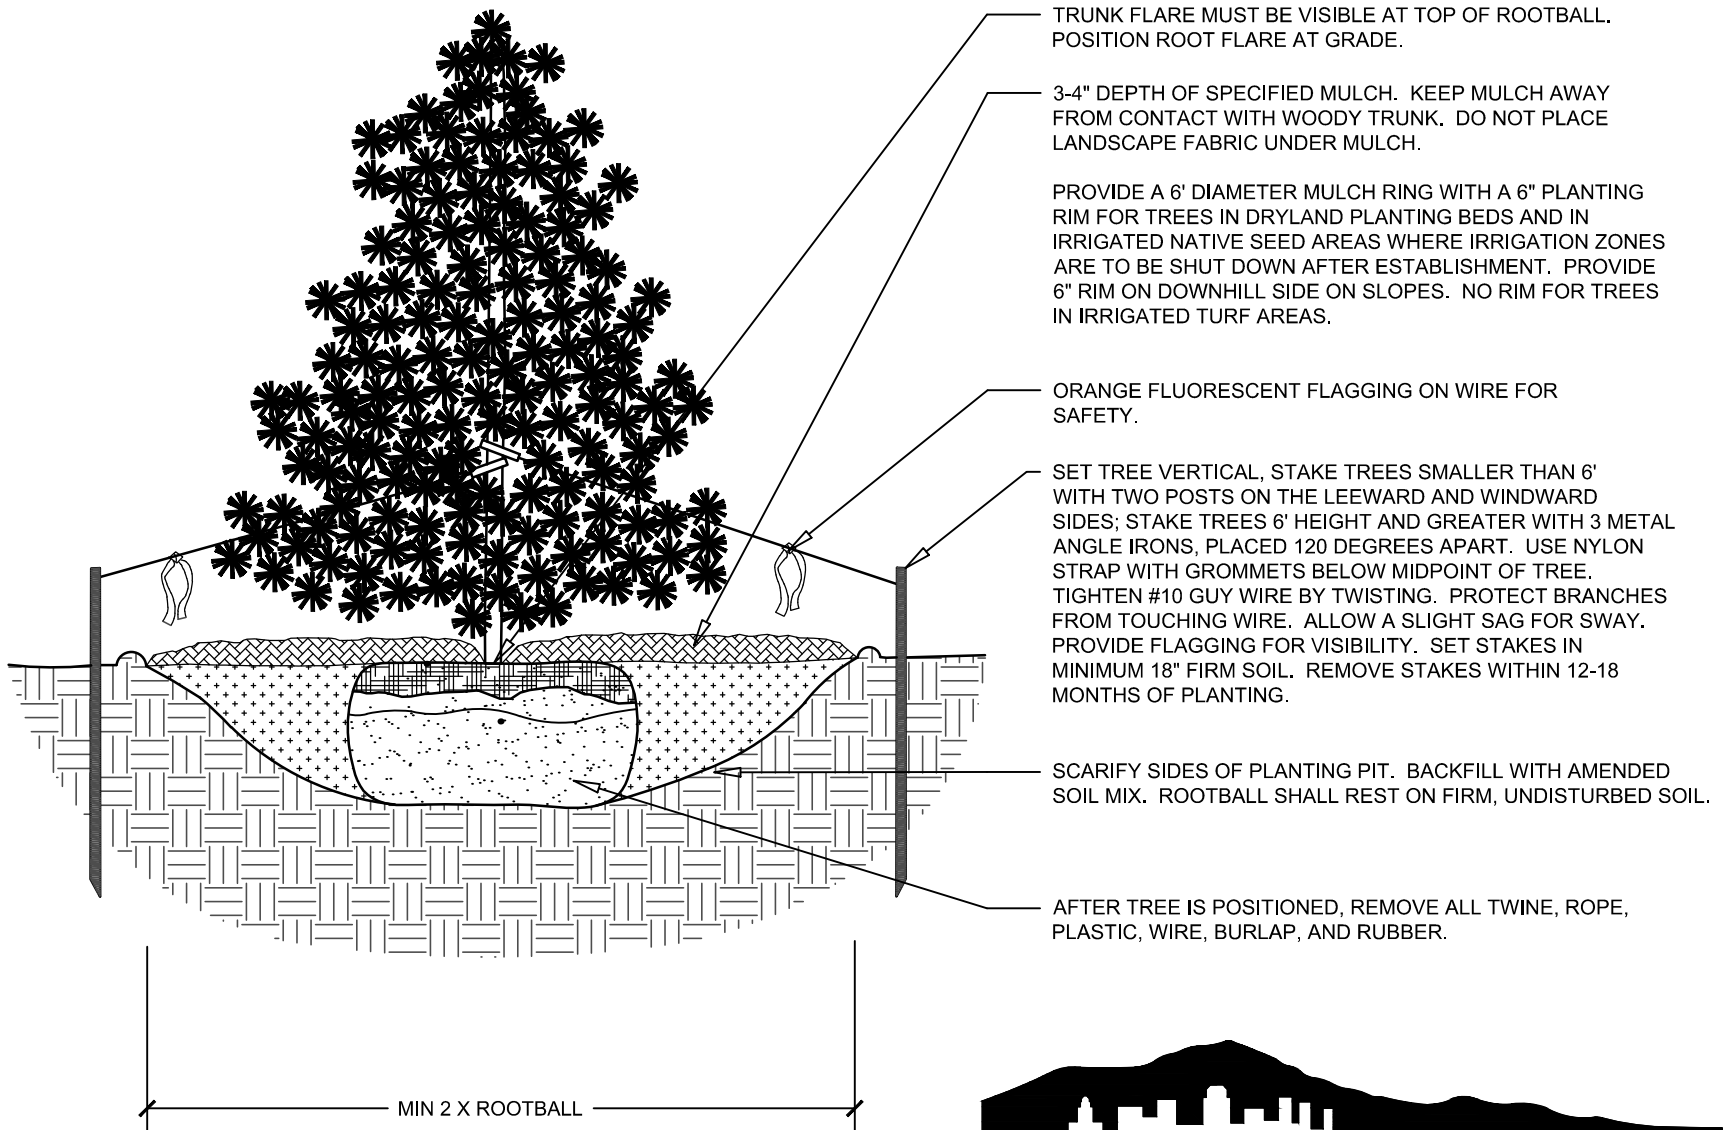 TRUNK FLARE MUST BE VISIBLE AT TOP OF ROOTBALL.
POSITION ROOT FLARE AT GRADE.
3-4" DEPTH OF SPECIFIED MULCH. KEEP MULCH AWAY
FROM CONTACT WITH WOODY TRUNK. DO NOT PLACE
LANDSCAPE FABRIC UNDER MULCH.
PROVIDE A 6' DIAMETER MULCH RING WITH A 6" PLANTING
RIM FOR TREES IN DRYLAND PLANTING BEDS AND IN
IRRIGATED NATIVE SEED AREAS WHERE IRRIGATION ZONES
ARE TO BE SHUT DOWN AFTER ESTABLISHMENT. PROVIDE
6" RIM ON DOWNHILL SIDE ON SLOPES. NO RIM FOR TREES
IN IRRIGATED TURF AREAS.
ORANGE FLUORESCENT FLAGGING ON WIRE FOR
SAFETY.
SET TREE VERTICAL, STAKE TREES SMALLER THAN 6'
WITH TWO POSTS ON THE LEEWARD AND WINDWARD
SIDES; STAKE TREES 6' HEIGHT AND GREATER WITH 3 METAL
ANGLE IRONS, PLACED 120 DEGREES APART. USE NYLON
STRAP WITH GROMMETS BELOW MIDPOINT OF TREE.
TIGHTEN #10 GUY WIRE BY TWISTING. PROTECT BRANCHES
FROM TOUCHING WIRE. ALLOW A SLIGHT SAG FOR SWAY.
PROVIDE FLAGGING FOR VISIBILITY. SET STAKES IN
MINIMUM 18" FIRM SOIL. REMOVE STAKES WITHIN 12-18
MONTHS OF PLANTING.
SCARIFY SIDES OF PLANTING PIT. BACKFILL WITH AMENDED
SOIL MIX. ROOTBALL SHALL REST ON FIRM, UNDISTURBED SOIL.
AFTER TREE IS POSITIONED, REMOVE ALL TWINE, ROPE,
PLASTIC, WIRE, BURLAP, AND RUBBER.
MIN 2 X ROOTBALL